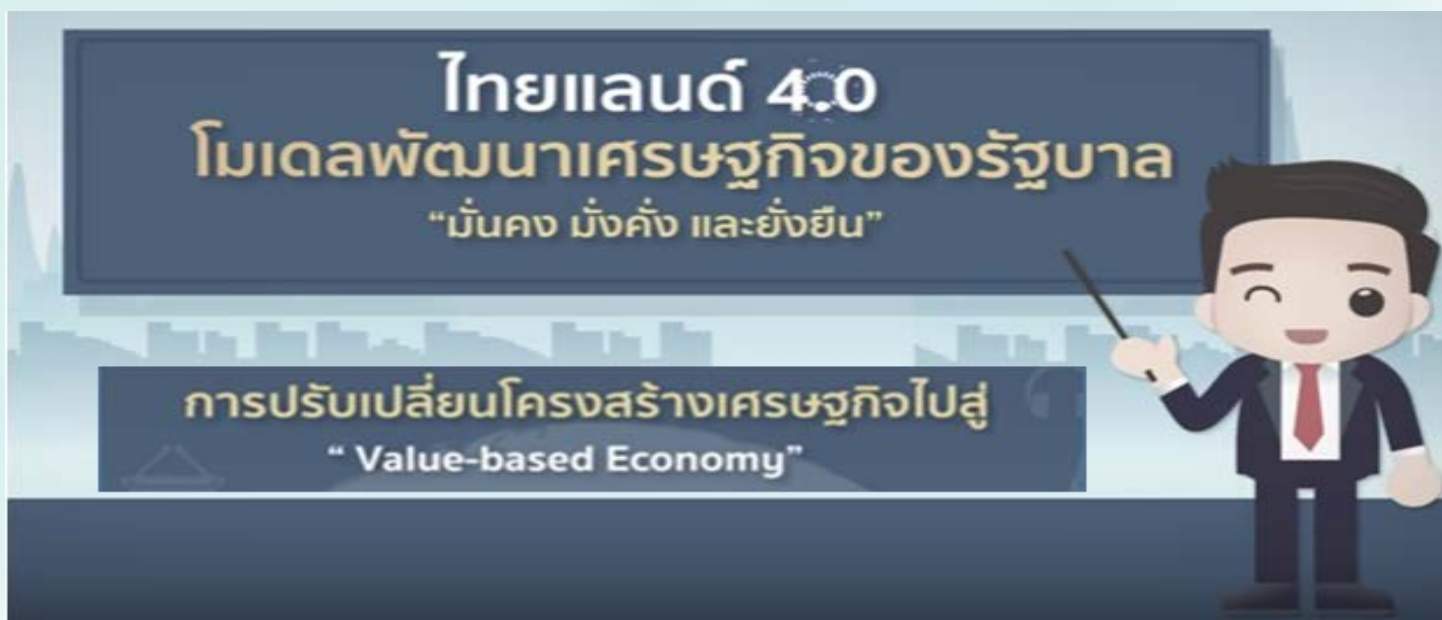 ไทยแลนด์ 4.0
โมเดลพัฒนาเศรษฐกิจของรัฐบาล
“มั่นคง มั่งคั่ง และยั่งยืน”
การปรับเปลี่ยนโครงสร้างเศรษฐกิจไปสู่
“ Value-based Economy”